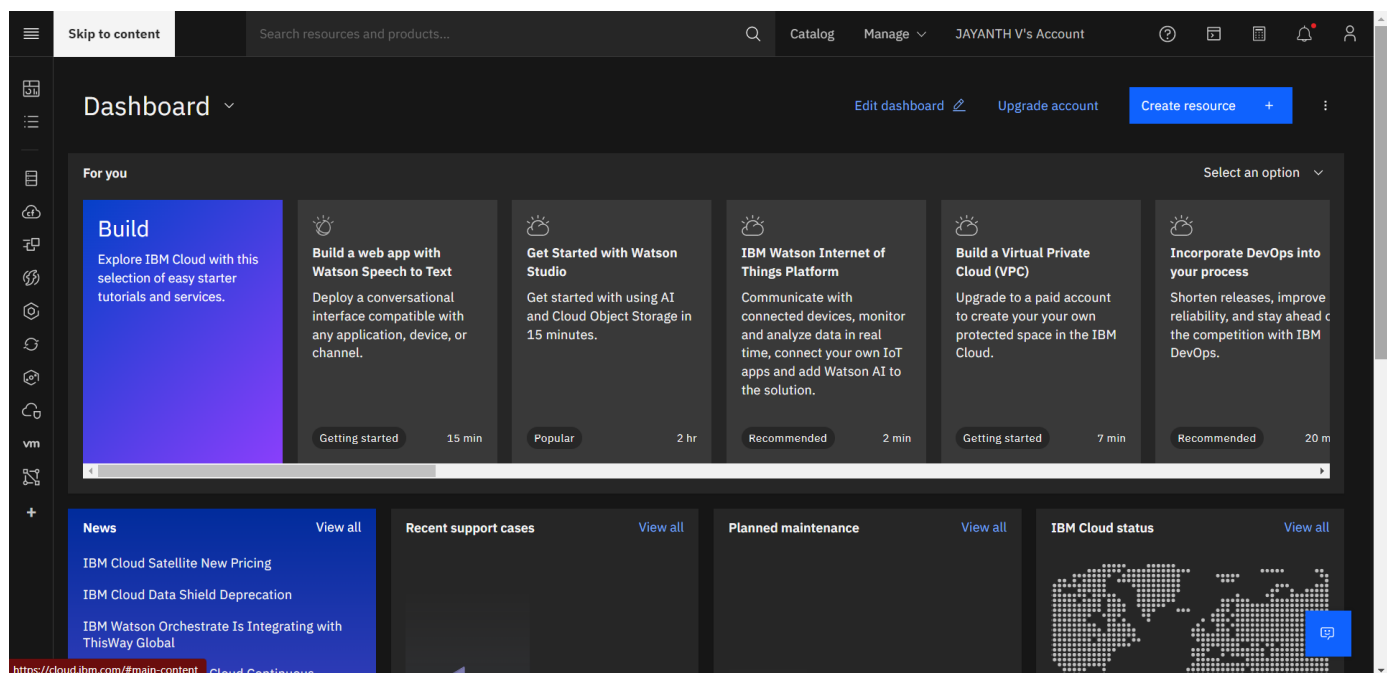 Skip to content
Search resources and products...
Catalog
Manage
JAYANTH V's Account
Dashboard
Edit dashboard
Upgrade account
Create resource +
For you
Select an option
Build
Explore IBM Cloud with this
selection of easy starter
tutorials and services.
Build a web app with
Watson Speech to Text
Deploy a conversational
interface compatible with
any application, device, or
channel.
Getting started
15 min
Get Started with Watson
Studio
Get started with using AI
and Cloud Object Storage in
15 minutes.
Popular
2 hr
IBM Watson Internet of
Things Platform
Communicate with
connected devices, monitor
and analyze data in real
time, connect your own IoT
apps and add Watson AI to
the solution.
Recommended
2 min
Build a Virtual Private
Cloud (VPC)
Upgrade to a paid account
to create your your own
protected space in the IBM
Cloud.
Getting started
7 min
Incorporate DevOps into
your process
Shorten releases, improve
reliability, and stay ahead
the competition with IBM
DevOps.
Recommended
20 m
vm
News
View all
IBM Cloud Satellite New Pricing
IBM Cloud Data Shield Deprecation
IBM Watson Orchestrate Is Integrating with
ThisWay Global
Cloud Continuous
Recent support cases
View all
Planned maintenance
View all
IBM Cloud status
View all
https://cloud.ibm.com/#main-content